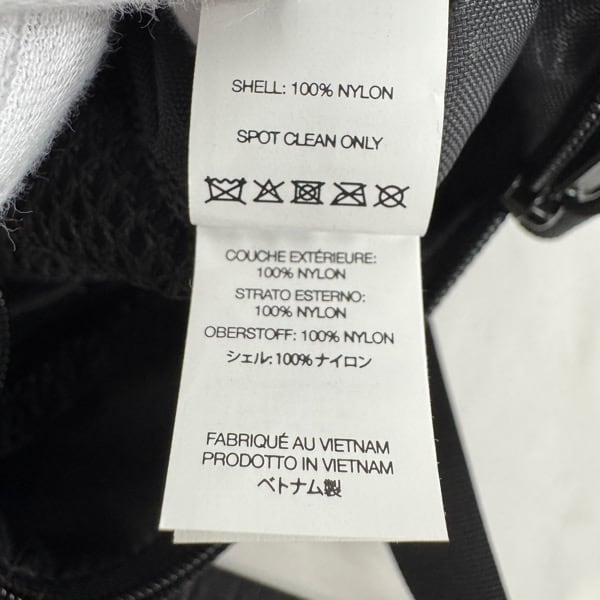 SHELL: 100% NYLON
SPOT CLEAN ONLY
COUCHE EXTÉRIEURE:
100% NYLON
STRATO ESTERNO:
100% NYLON
OBERSTOFF: 100% NYLON
シェル: 100% ナイロン
FABRIQUÉ AU VIETNAM
PRODOTTO IN VIETNAM
ベトナム製